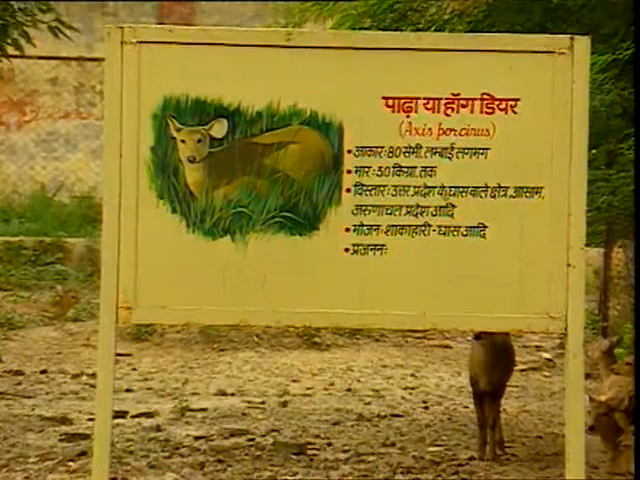 पाढ़ा या हॉग डियर
(Axis porcinus)
•आकार: 80 सेमी. लम्बाई लगभग
•भार: 50 किग्रा. तक
•विस्तार: उत्तर प्रदेश के घास वाले क्षेत्र, आसाम,
अरुणाचल प्रदेश आदि
•भोजन: शाकाहारी - घास आदि
•प्रजनन: